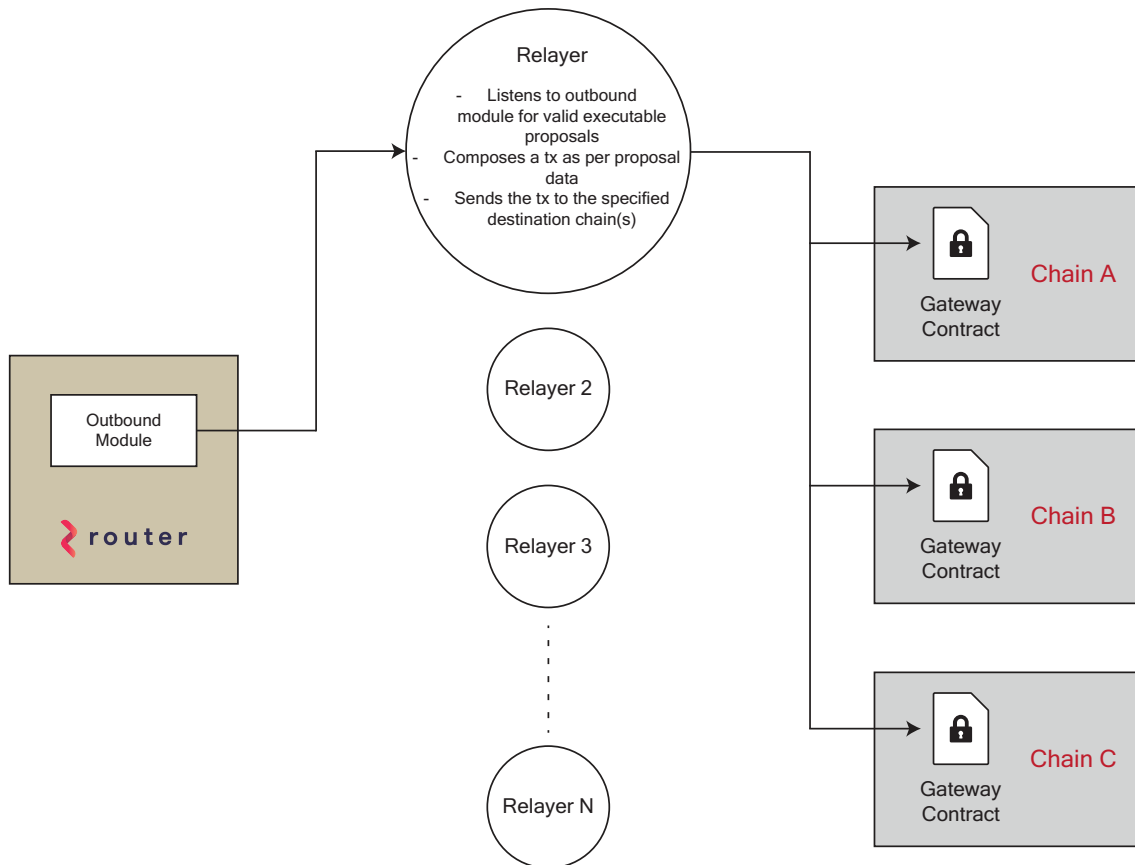 Relayer
- Listens to outbound
module for valid executable
proposals
- Composes a tx as per proposal
data
- Sends the tx to the specified
destination chain(s)
Relayer 2
Relayer 3
Relayer N
Outbound
Module
router
Gateway
Contract
Chain A
Gateway
Contract
Chain B
Gateway
Contract
Chain C